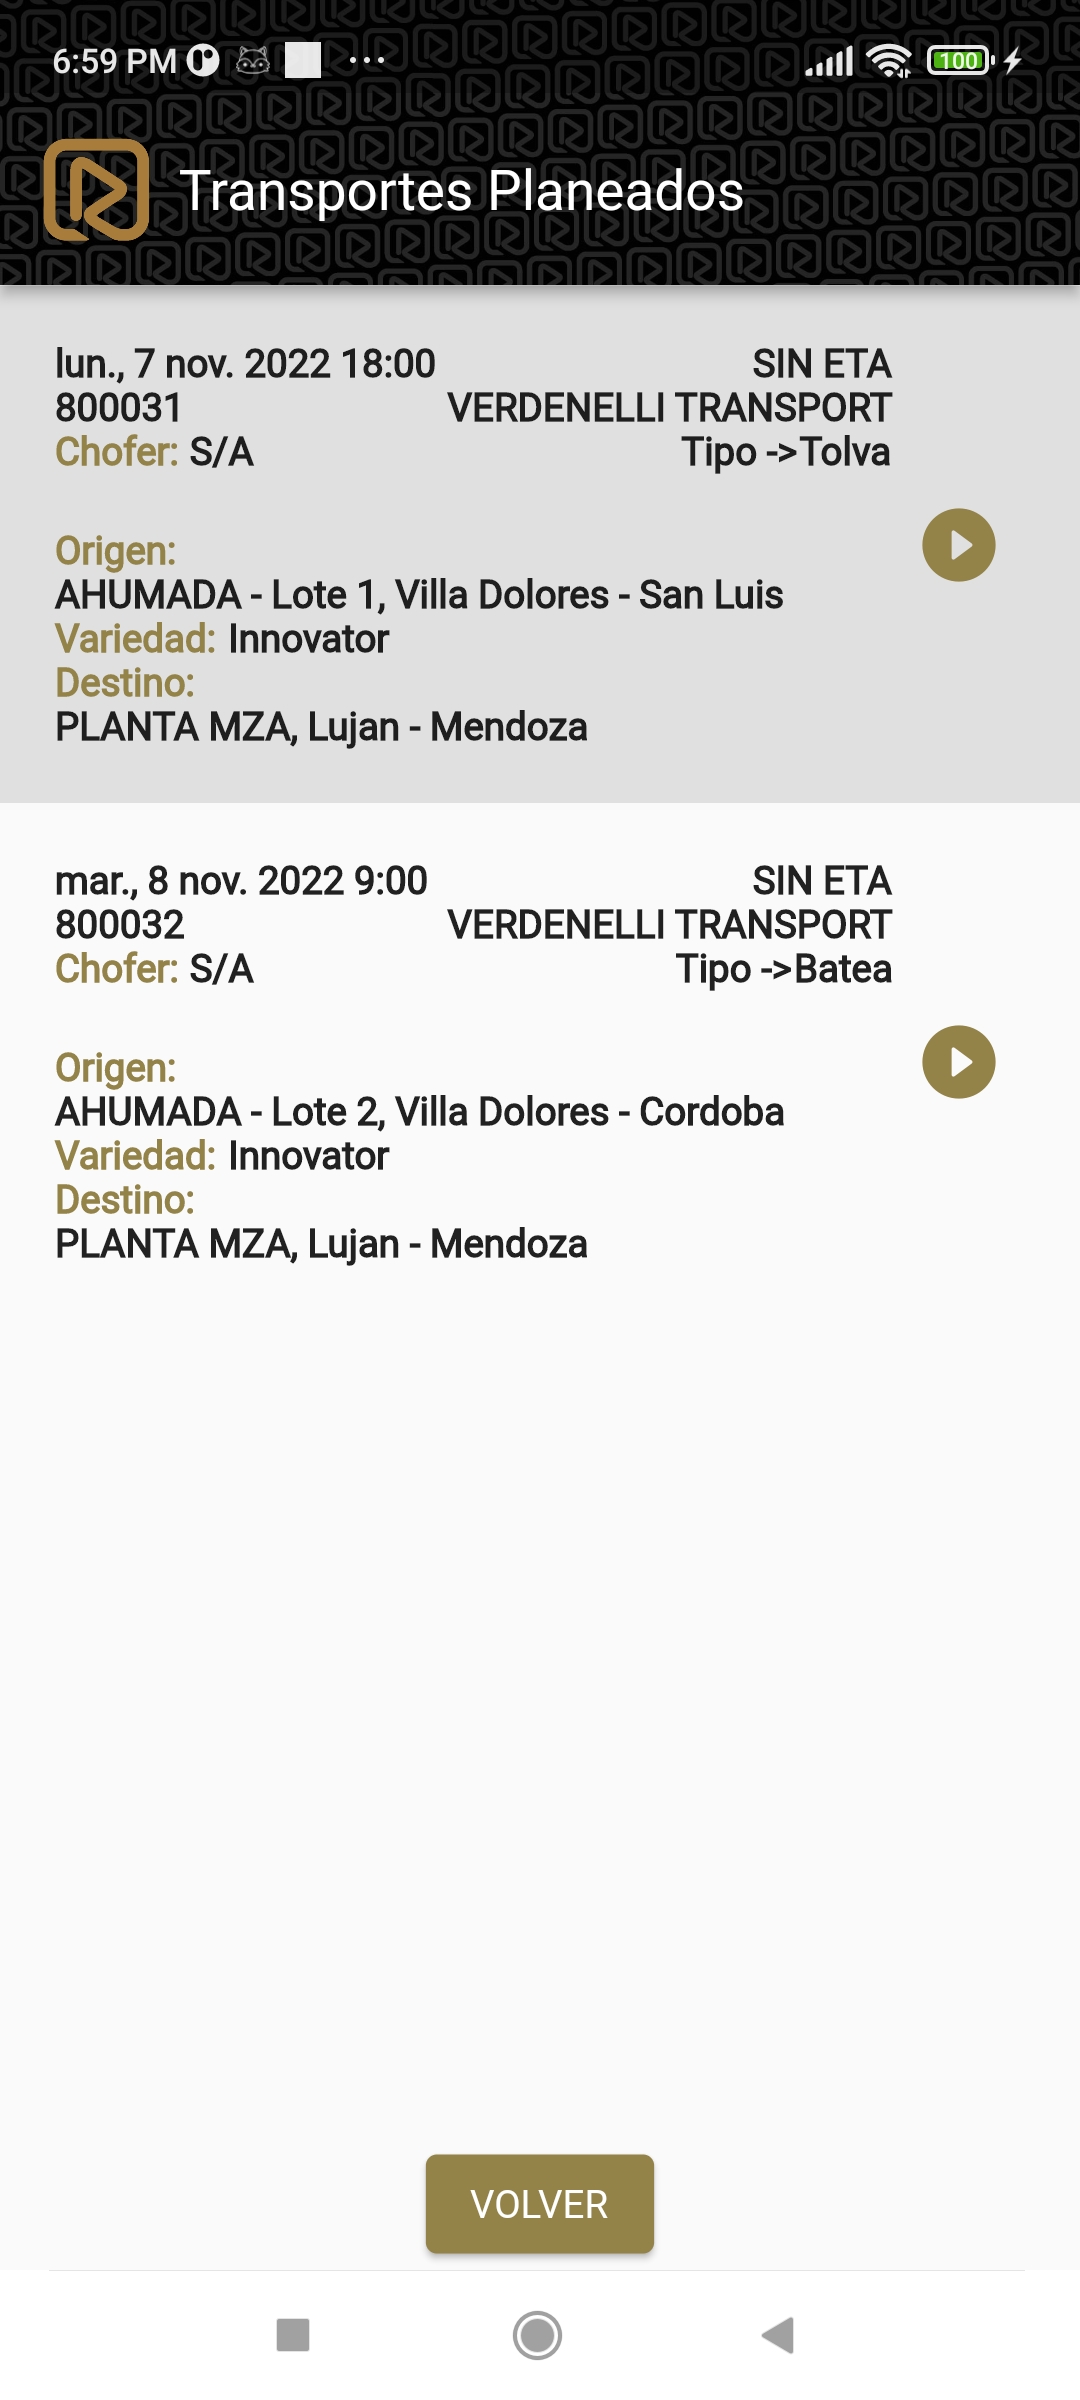 6:59 PM
100
Transportes Planeados
lun., 7 nov. 2022 18:00 SIN ETA
800031 VERDENELLI TRANSPORT
Chofer: S/A Tipo ->Tolva
Origen:
AHUMADA - Lote 1, Villa Dolores - San Luis
Variedad: Innovator
Destino:
PLANTA MZA, Lujan - Mendoza
mar., 8 nov. 2022 9:00 SIN ETA
800032 VERDENELLI TRANSPORT
Chofer: S/A Tipo ->Batea
Origen:
AHUMADA - Lote 2, Villa Dolores - Cordoba
Variedad: Innovator
Destino:
PLANTA MZA, Lujan - Mendoza
VOLVER